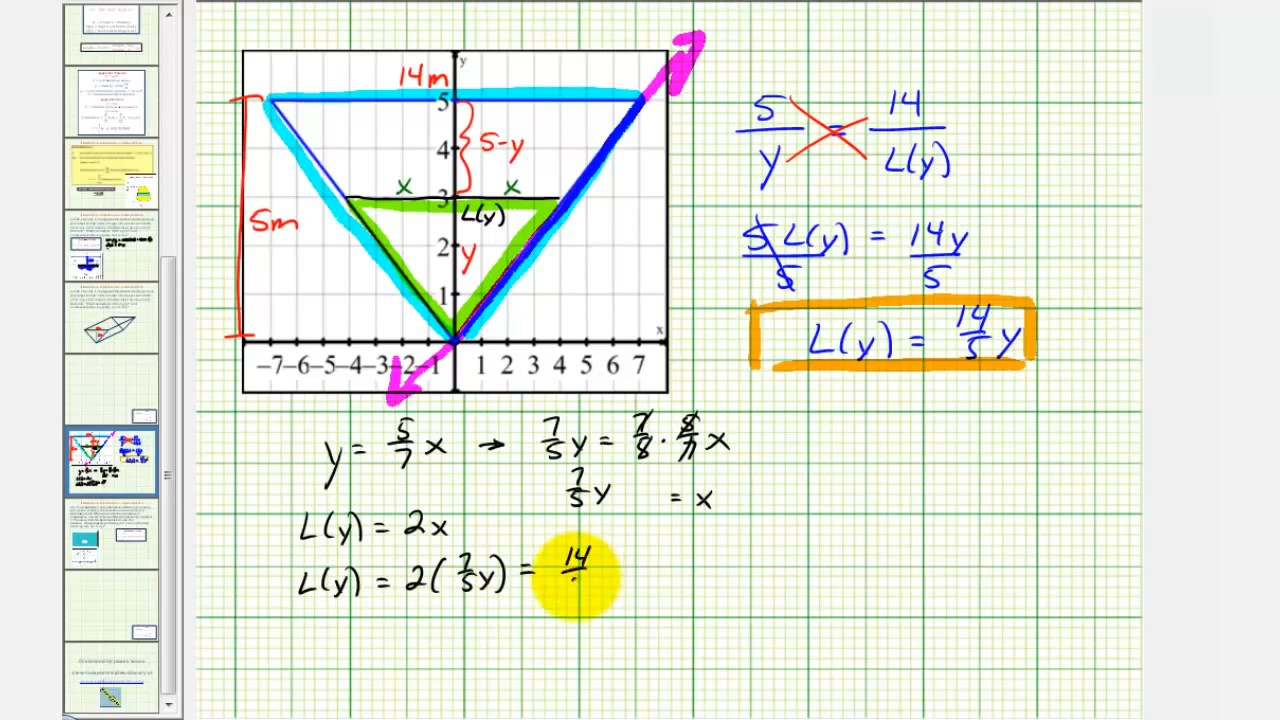 14m
y
5
5-y
4
x x
3
L(y)
5m
2 y
1
x
-7-6-5-4-3-2-1 1 2 3 4 5 6 7
5/y = 14/L(y)
5 L(y)/5 = 14y/5
L(y) = 14/5 y
y = 5/7 x → 7/5 y = 7/8 · 8/7 x
7/5 y = x
L(y) = 2x
L(y) = 2(7/5 y) = 14